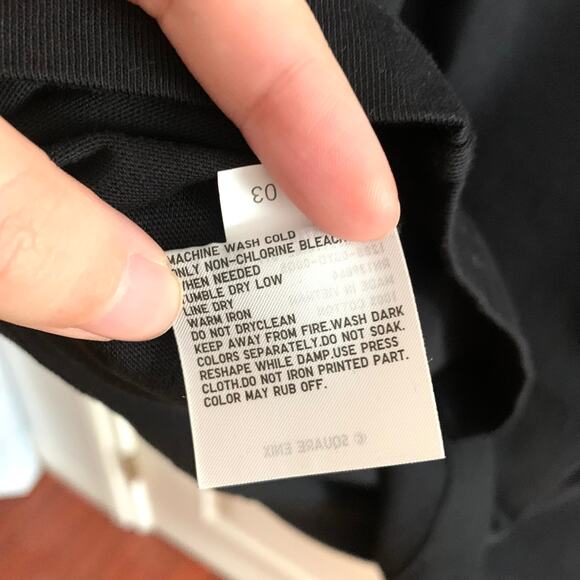 03
MACHINE WASH COLD
ONLY NON-CHLORINE BLEACH
WHEN NEEDED
TUMBLE DRY LOW
LINE DRY
WARM IRON
DO NOT DRYCLEAN
KEEP AWAY FROM FIRE.WASH DARK
COLORS SEPARATELY.DO NOT SOAK.
RESHAPE WHILE DAMP.USE PRESS
CLOTH.DO NOT IRON PRINTED PART.
COLOR MAY RUB OFF.
© SQUARE ENIX